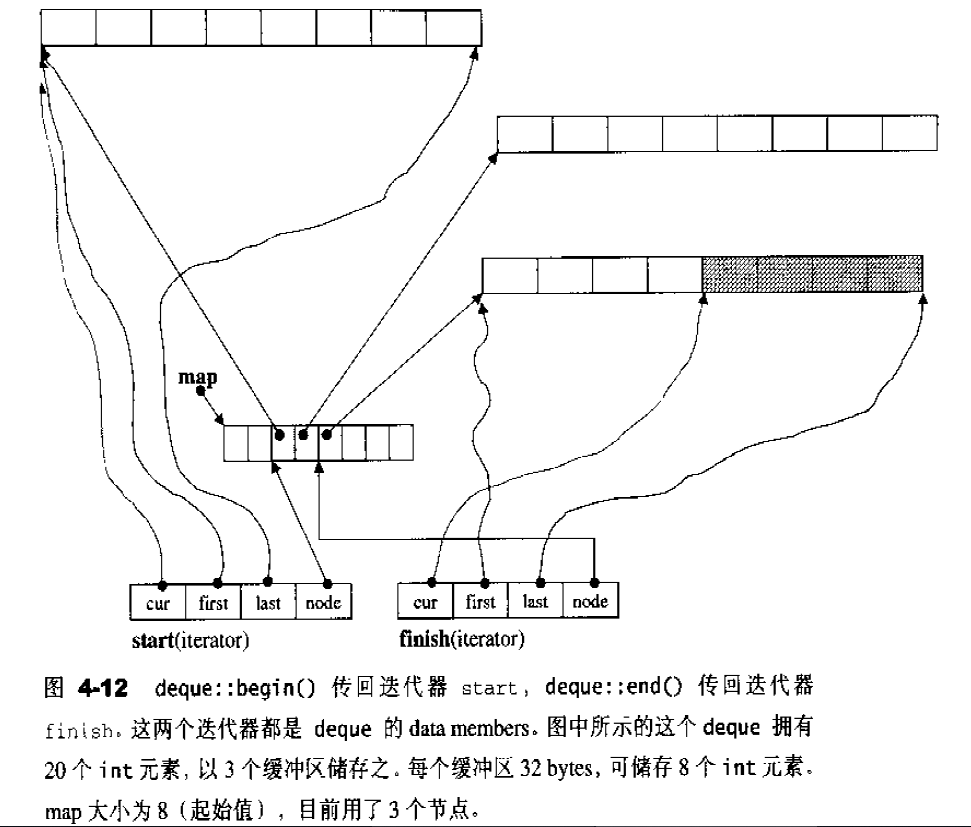 map
cur first last node
cur first last node
start(iterator)
finish(iterator)
图 4-12 deque::begin() 传回迭代器 start, deque::end() 传回迭代器
finish。这两个迭代器都是 deque 的 data members。图中所示的这个 deque 拥有
20 个 int 元素, 以 3 个缓冲区储存之。每个缓冲区 32 bytes, 可储存 8 个 int 元素。
map 大小为 8 (起始值) , 目前用了 3 个节点。